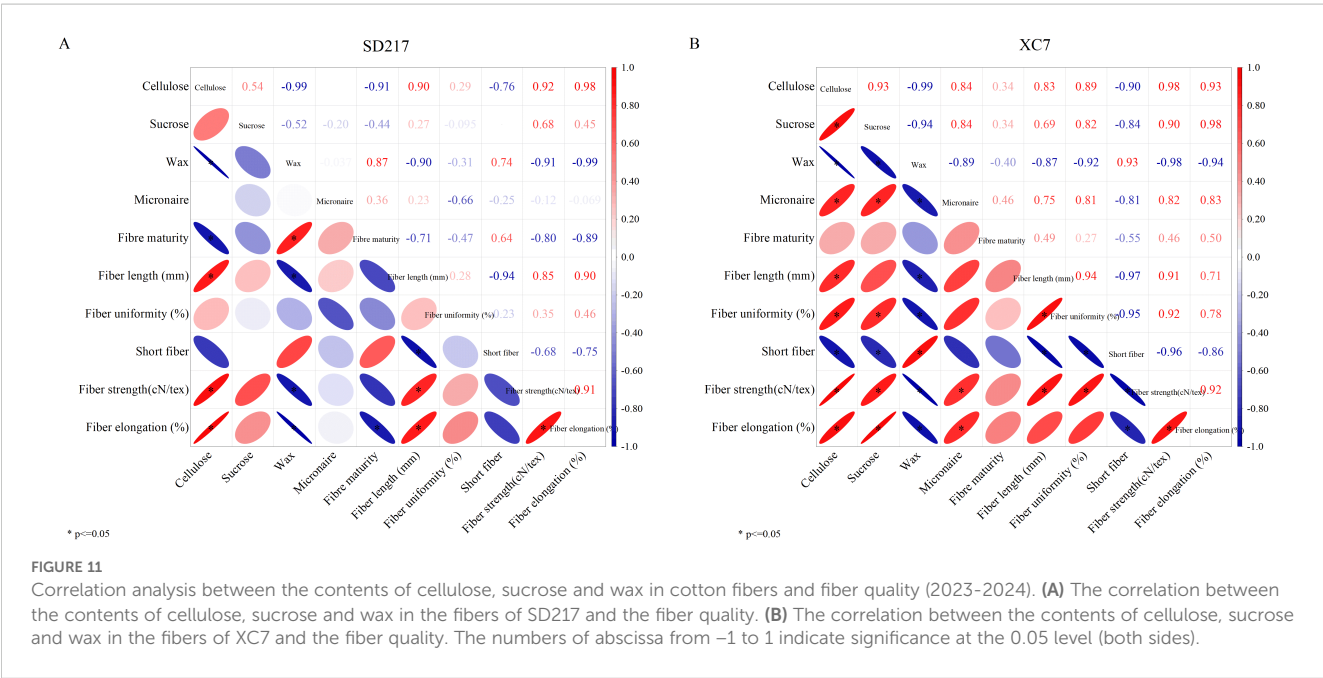 A
SD217
Cellulose Cellulose 0.54 -0.99 -0.91 0.90 0.29 -0.76 0.92 0.98
Sucrose Sucrose -0.52 -0.20 -0.44 0.27 -0.095 0.68 0.45
Wax Wax 0.87 -0.90 -0.31 0.74 -0.91 -0.99
Micronaire Micronaire 0.36 0.23 -0.66 -0.25 -0.12 -0.069
Fibre maturity Fibre maturity -0.71 -0.47 0.64 -0.80 -0.89
Fiber length (mm) Fiber length (mm) 0.28 -0.94 0.85 0.90
Fiber uniformity (%) Fiber uniformity (%) -0.23 0.35 0.46
Short fiber Short fiber -0.68 -0.75
Fiber strength(cN/tex) Fiber strength(cN/tex) 0.91
Fiber elongation (%) Fiber elongation (%)
Cellulose
Sucrose
Wax
Micronaire
Fibre maturity
Fiber length (mm)
Fiber uniformity (%)
Short fiber
Fiber strength(cN/tex)
Fiber elongation (%)
1.0
0.80
0.60
0.40
0.20
0.0
-0.20
-0.40
-0.60
-0.80
-1.0
* p<=0.05
B
XC7
Cellulose Cellulose 0.93 -0.99 0.84 0.34 0.83 0.89 -0.90 0.98 0.93
Sucrose Sucrose -0.94 0.84 0.34 0.69 0.82 -0.84 0.90 0.98
Wax Wax -0.89 -0.40 -0.87 -0.92 0.93 -0.98 -0.94
Micronaire Micronaire 0.46 0.75 0.81 -0.81 0.82 0.83
Fibre maturity Fibre maturity 0.49 0.27 -0.55 0.46 0.50
Fiber length (mm) Fiber length (mm) 0.94 -0.97 0.91 0.71
Fiber uniformity (%) Fiber uniformity (%) -0.95 0.92 0.78
Short fiber Short fiber -0.96 -0.86
Fiber strength(cN/tex) Fiber strength(cN/tex) 0.92
Fiber elongation (%) Fiber elongation (%)
Cellulose
Sucrose
Wax
Micronaire
Fibre maturity
Fiber length (mm)
Fiber uniformity (%)
Short fiber
Fiber strength(cN/tex)
Fiber elongation (%)
1.0
0.80
0.60
0.40
0.20
0.0
-0.20
-0.40
-0.60
-0.80
-1.0
* p<=0.05
FIGURE 11
Correlation analysis between the contents of cellulose, sucrose and wax in cotton fibers and fiber quality (2023-2024). (A) The correlation between
the contents of cellulose, sucrose and wax in the fibers of SD217 and the fiber quality. (B) The correlation between the contents of cellulose, sucrose
and wax in the fibers of XC7 and the fiber quality. The numbers of abscissa from −1 to 1 indicate significance at the 0.05 level (both sides).